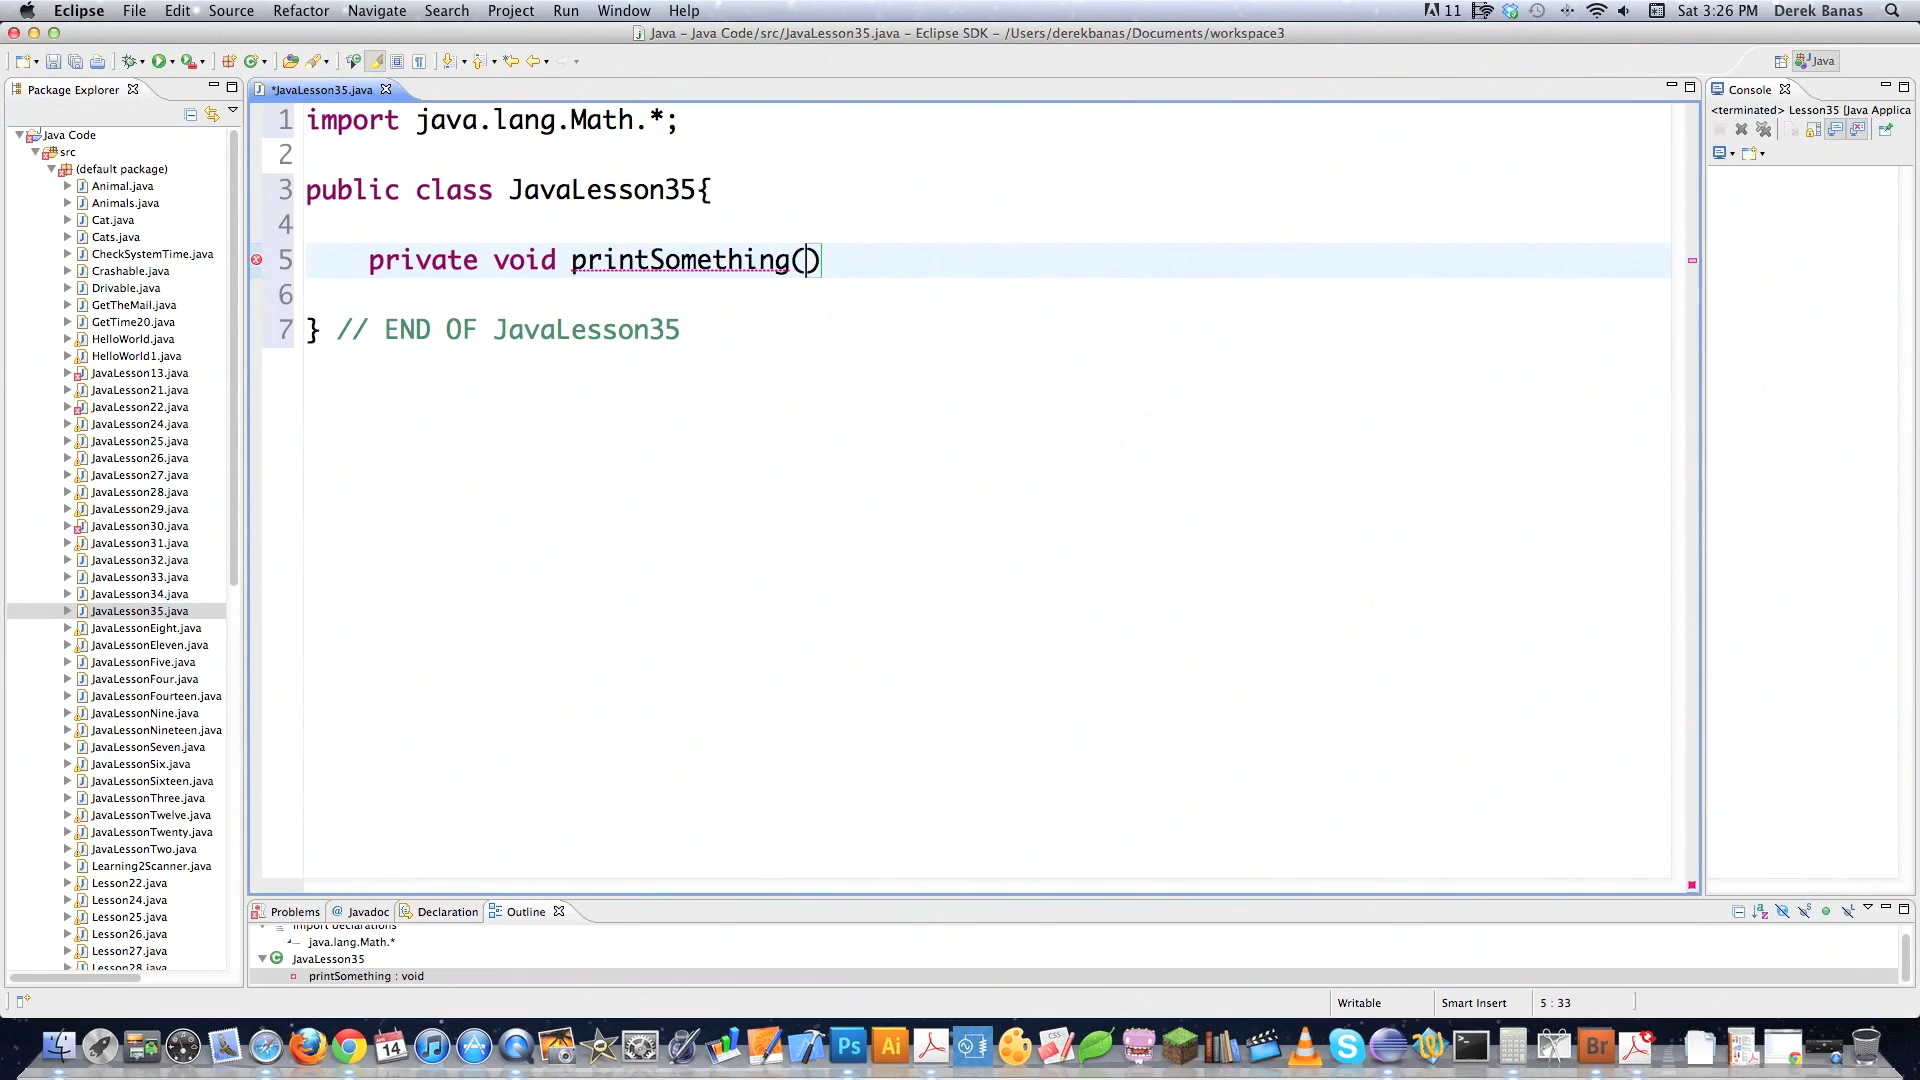 Eclipse File Edit Source Refactor Navigate Search Project Run Window Help 11 Sat 3:26 PM Derek Banas
Java – Java Code/src/JavaLesson35.java – Eclipse SDK – /Users/derekbanas/Documents/workspace3
Java
Package Explorer
*JavaLesson35.java
Console
<terminated> Lesson35 [Java Applica
Java Code
src
(default package)
Animal.java
Animals.java
Cat.java
Cats.java
CheckSystemTime.java
Crashable.java
Drivable.java
GetTheMail.java
GetTime20.java
HelloWorld.java
HelloWorld1.java
JavaLesson13.java
JavaLesson21.java
JavaLesson22.java
JavaLesson24.java
JavaLesson25.java
JavaLesson26.java
JavaLesson27.java
JavaLesson28.java
JavaLesson29.java
JavaLesson30.java
JavaLesson31.java
JavaLesson32.java
JavaLesson33.java
JavaLesson34.java
JavaLesson35.java
JavaLessonEight.java
JavaLessonEleven.java
JavaLessonFive.java
JavaLessonFour.java
JavaLessonFourteen.java
JavaLessonNine.java
JavaLessonNineteen.java
JavaLessonSeven.java
JavaLessonSix.java
JavaLessonSixteen.java
JavaLessonThree.java
JavaLessonTwelve.java
JavaLessonTwenty.java
JavaLessonTwo.java
Learning2Scanner.java
Lesson22.java
Lesson24.java
Lesson25.java
Lesson26.java
Lesson27.java
Lesson28.java
1 import java.lang.Math.*;
2
3 public class JavaLesson35{
4
5 private void printSomething()
6
7 } // END OF JavaLesson35
Problems @ Javadoc Declaration Outline
import declarations
java.lang.Math.*
JavaLesson35
printSomething : void
Writable Smart Insert 5 : 33
14 Ps Ai Br